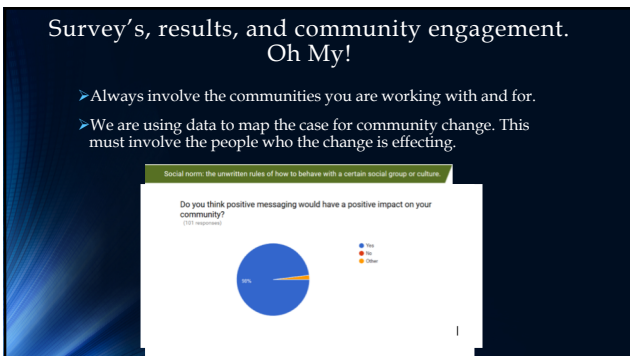 Survey's, results, and community engagement.
Oh My!
➢Always involve the communities you are working with and for.
➢We are using data to map the case for community change. This
must involve the people who the change is effecting.
Social norm: the unwritten rules of how to behave with a certain social group or culture.
Do you think positive messaging would have a positive impact on your
community?
(101 responses)
Yes
No
Other